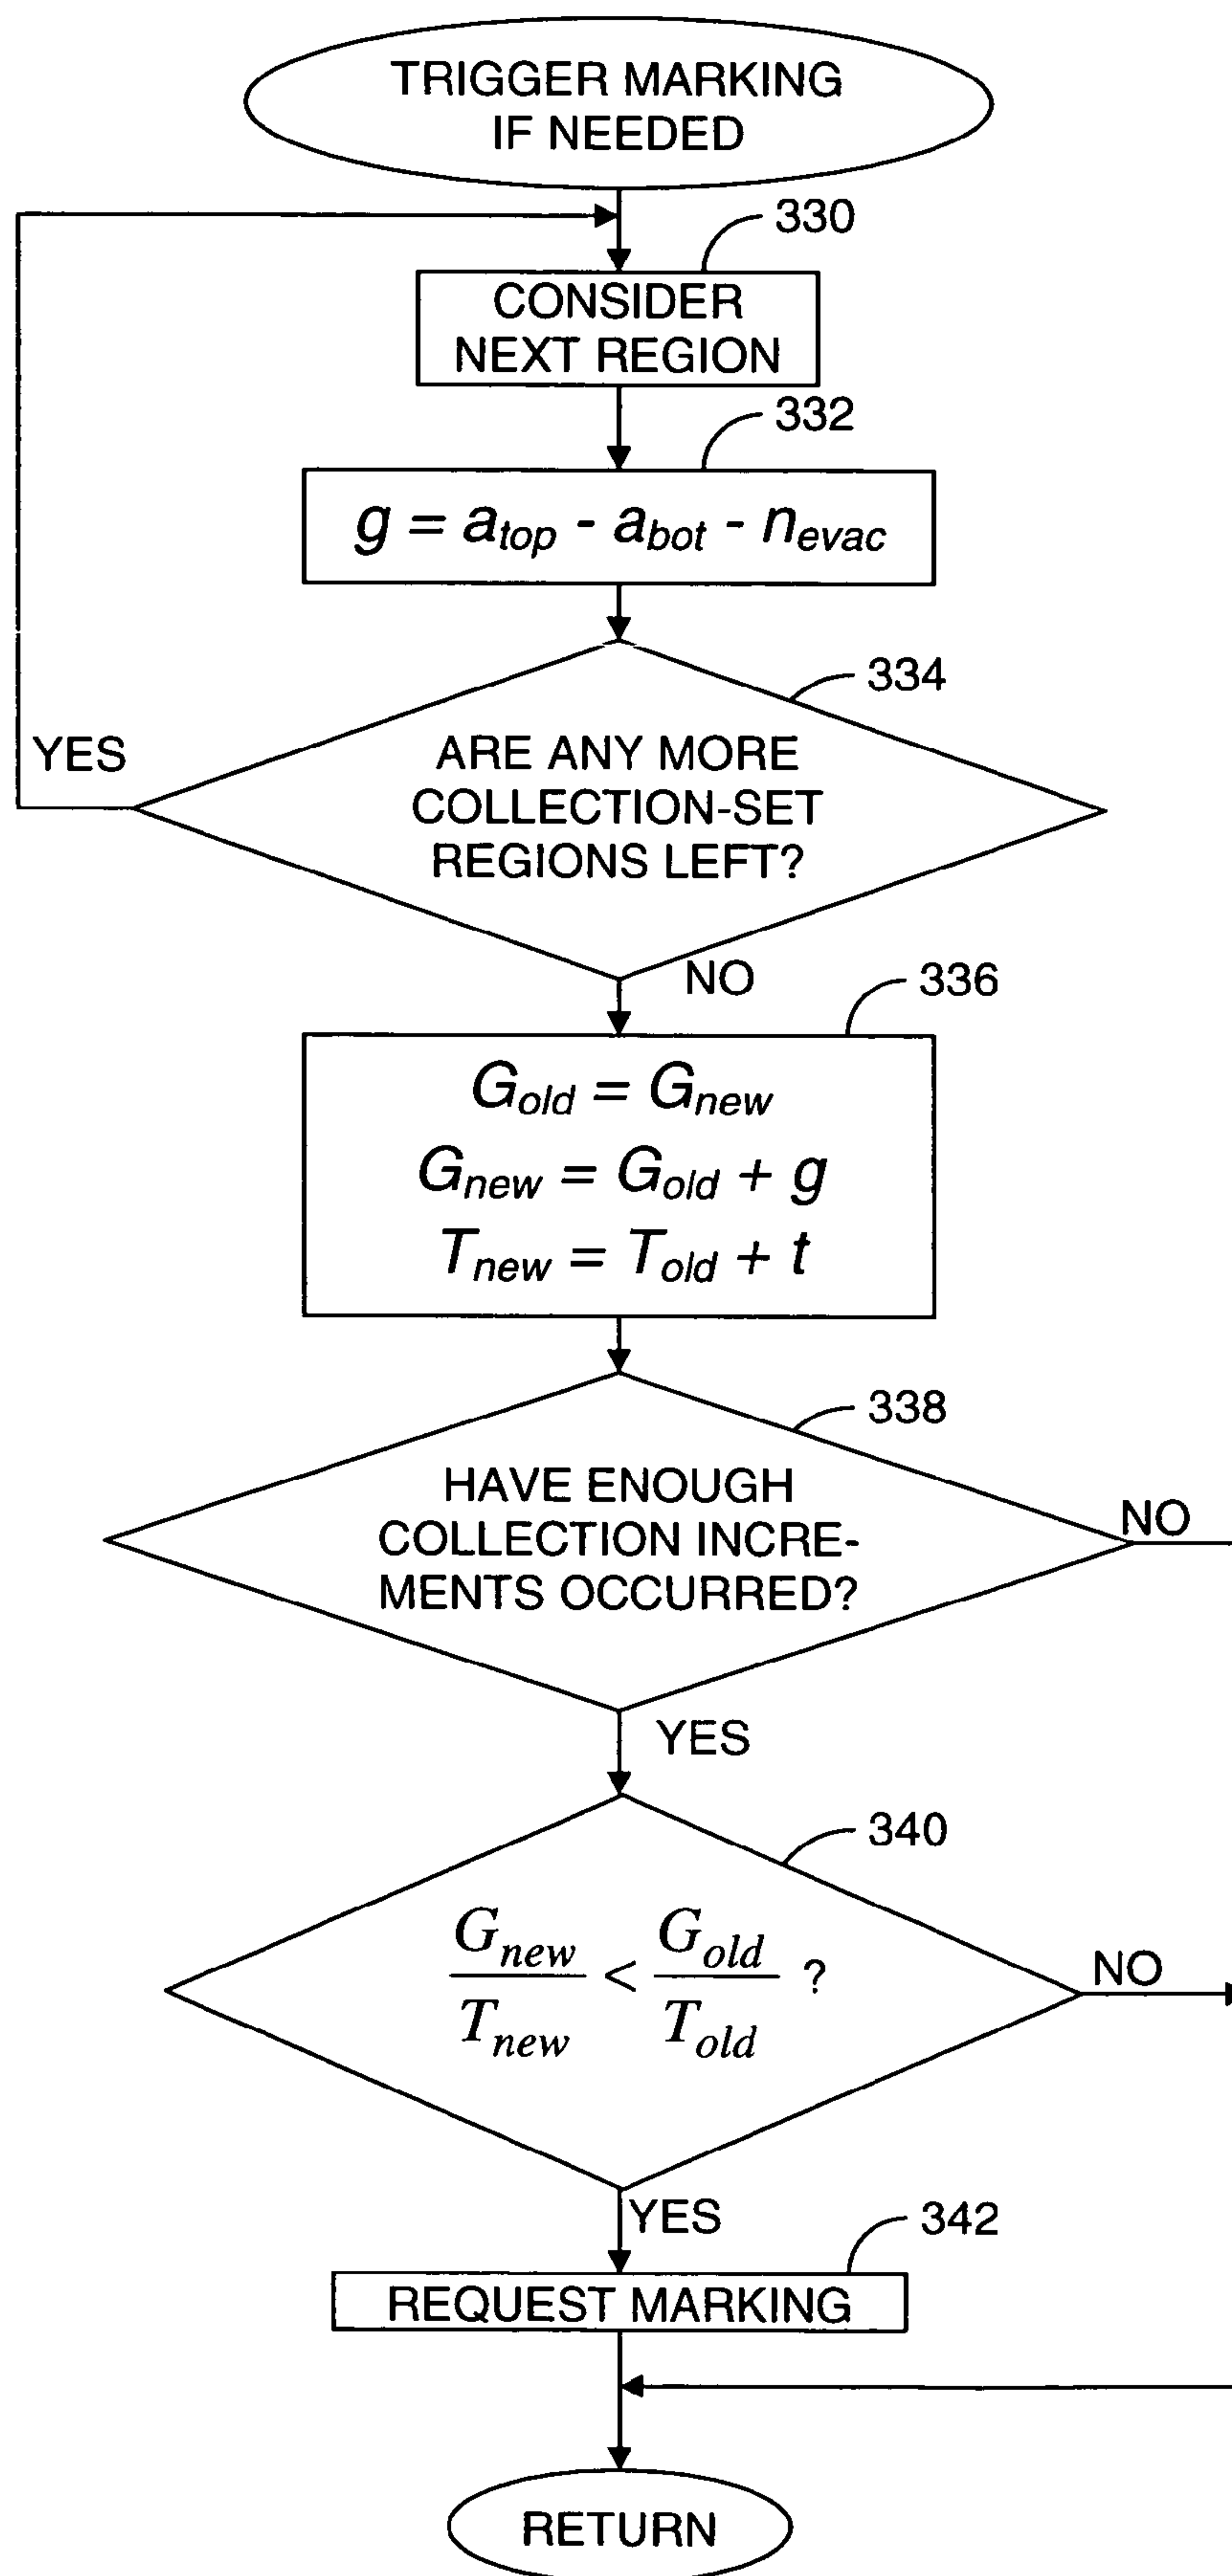 TRIGGER MARKING
IF NEEDED
330
CONSIDER
NEXT REGION
332
g = a_top - a_bot - n_evac
334
YES
ARE ANY MORE
COLLECTION-SET
REGIONS LEFT?
NO
336
G_old = G_new
G_new = G_old + g
T_new = T_old + t
338
HAVE ENOUGH
COLLECTION INCRE-
MENTS OCCURRED?
NO
YES
340
G_new / T_new < G_old / T_old ?
NO
YES
342
REQUEST MARKING
RETURN